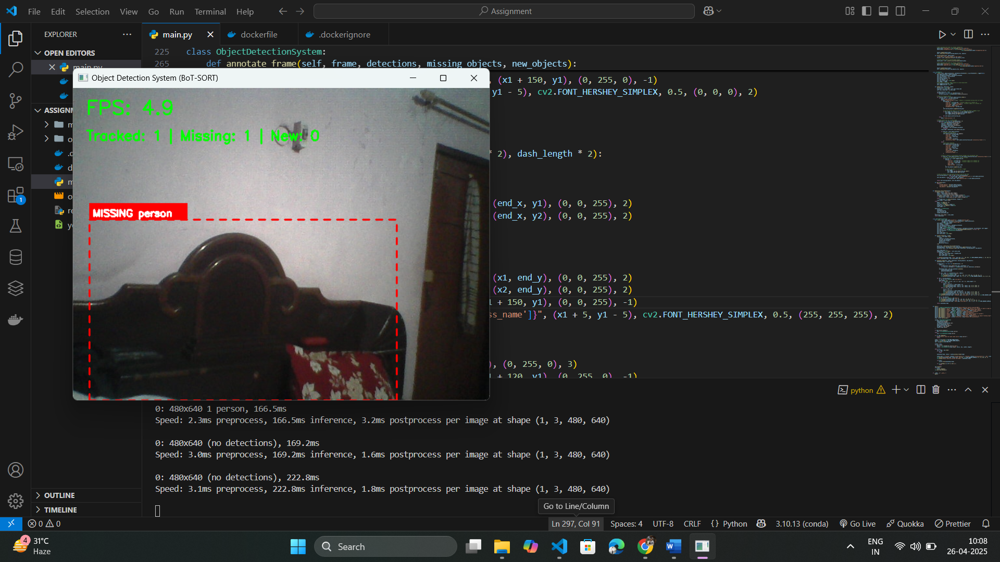 File Edit Selection View Go Run Terminal Help
Assignment
EXPLORER
main.py
dockerfile
.dockerignore
OPEN EDITORS
main.py
225 class ObjectDetectionSystem:
265 def annotate_frame(self, frame, detections, missing_objects, new_objects):
Object Detection System (BoT-SORT)
, (x1 + 150, y1), (0, 255, 0), -1)
y1 - 5), cv2.FONT_HERSHEY_SIMPLEX, 0.5, (0, 0, 0), 2)
FPS: 4.9
ASSIGNM
Tracked: 1 | Missing: 1 | New: 0
* 2), dash_length * 2):
(end_x, y1), (0, 0, 255), 2)
MISSING person
(end_x, y2), (0, 0, 255), 2)
(x1, end_y), (0, 0, 255), 2)
(x2, end_y), (0, 0, 255), 2)
1 + 150, y1), (0, 0, 255), -1)
ss_name']}", (x1 + 5, y1 - 5), cv2.FONT_HERSHEY_SIMPLEX, 0.5, (255, 255, 255), 2)
), (0, 255, 0), 3)
1 + 120, y1), (0, 255, 0), -1)
python
0: 480x640 1 person, 166.5ms
Speed: 2.3ms preprocess, 166.5ms inference, 3.2ms postprocess per image at shape (1, 3, 480, 640)
0: 480x640 (no detections), 169.2ms
Speed: 3.0ms preprocess, 169.2ms inference, 1.6ms postprocess per image at shape (1, 3, 480, 640)
0: 480x640 (no detections), 222.8ms
Speed: 3.1ms preprocess, 222.8ms inference, 1.8ms postprocess per image at shape (1, 3, 480, 640)
OUTLINE
TIMELINE
Go to Line/Column
0 0
Ln 297, Col 91 Spaces: 4 UTF-8 CRLF {} Python 3.10.13 (conda) Go Live Quokka Prettier
4
31°C
Haze
Search
ENG
IN
10:08
26-04-2025